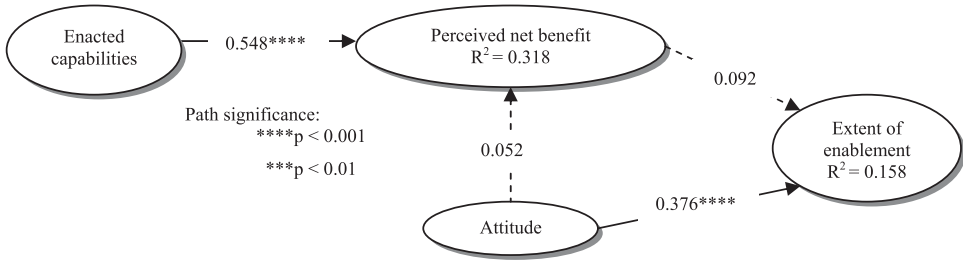 Enacted
capabilities
0.548****
Perceived net benefit
R² = 0.318
0.092
Path significance:
****p < 0.001
***p < 0.01
0.052
Extent of
enablement
R² = 0.158
0.376****
Attitude